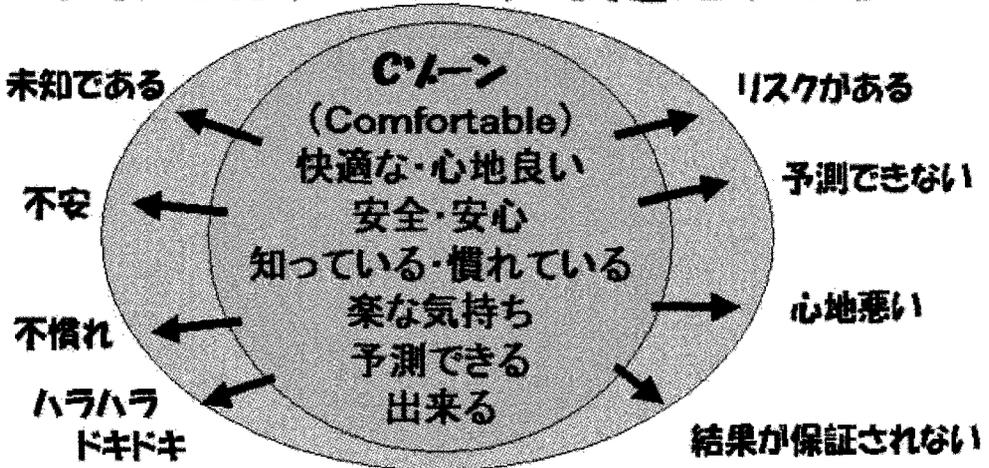 Cゾーン
(Comfortable)
快適な・心地良い
安全・安心
知っている・慣れている
楽な気持ち
予測できる
出来る
未知である
不安
不慣れ
ハラハラ
ドキドキ
リスクがある
予測できない
心地悪い
結果が保証されない